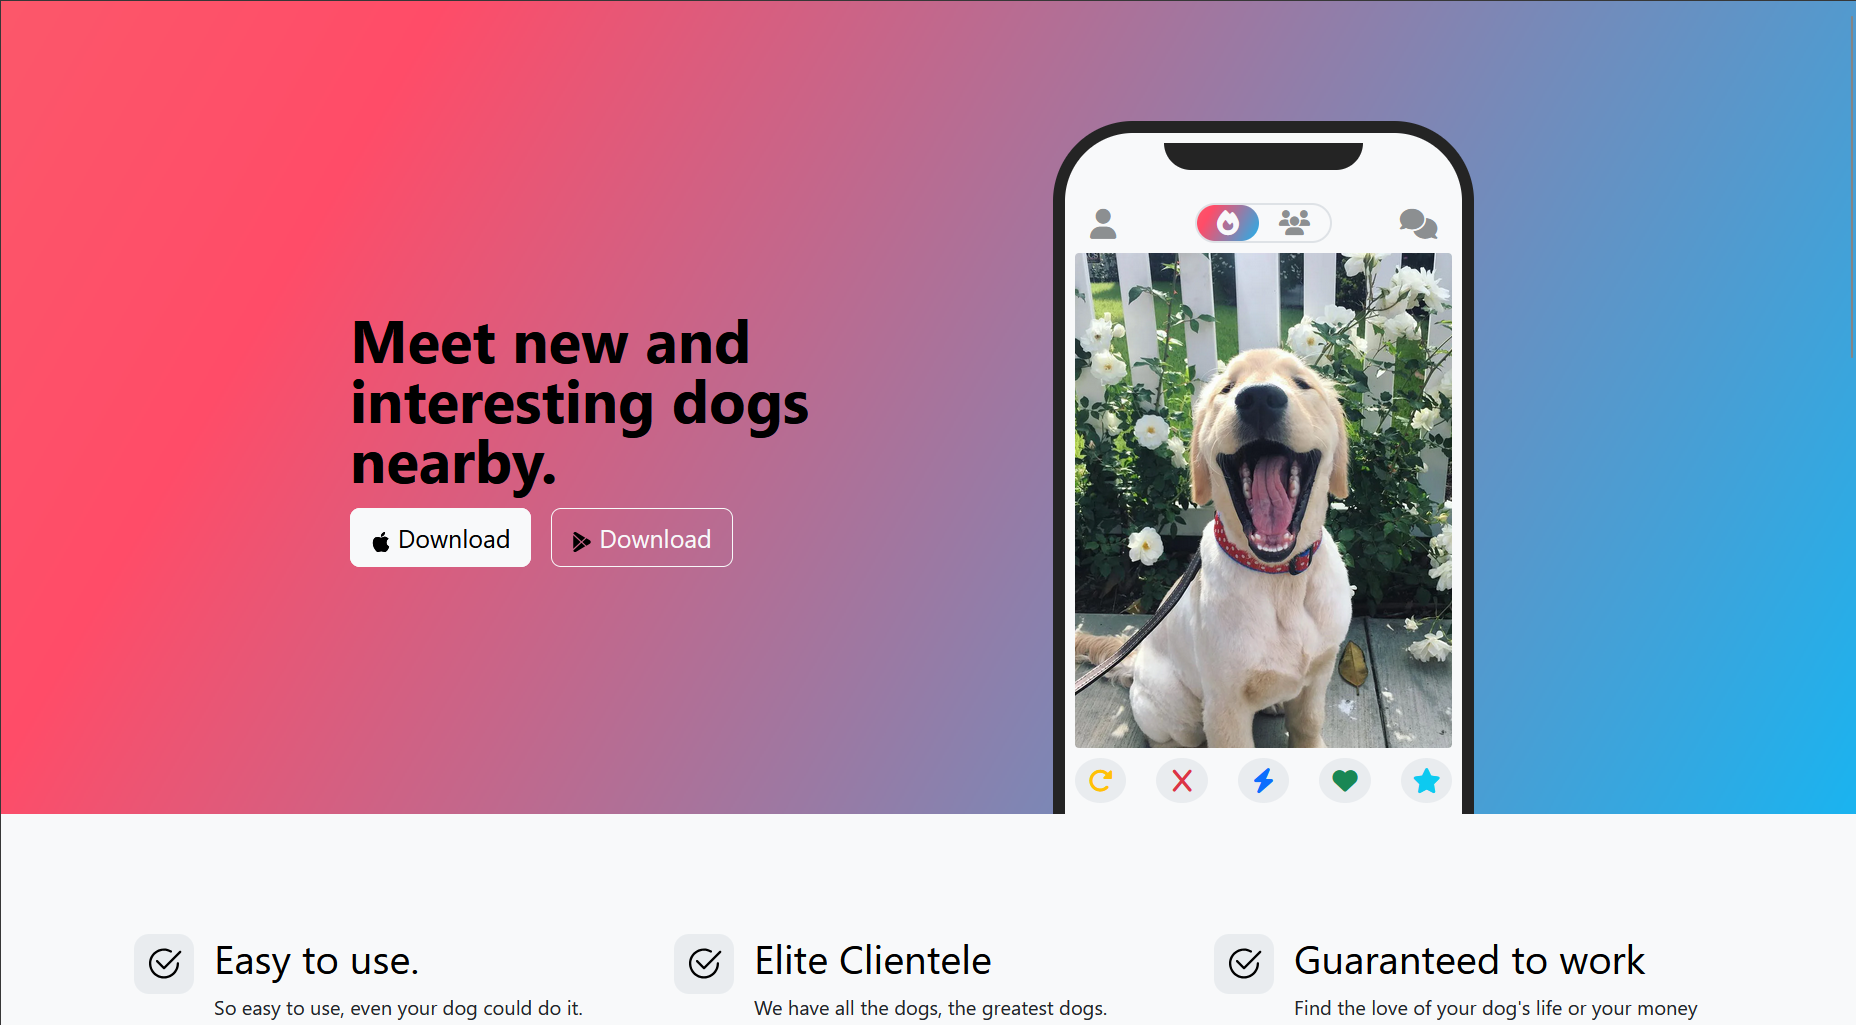 Meet new and
interesting dogs
nearby.
Download
Download
Easy to use.
So easy to use, even your dog could do it.
Elite Clientele
We have all the dogs, the greatest dogs.
Guaranteed to work
Find the love of your dog's life or your money